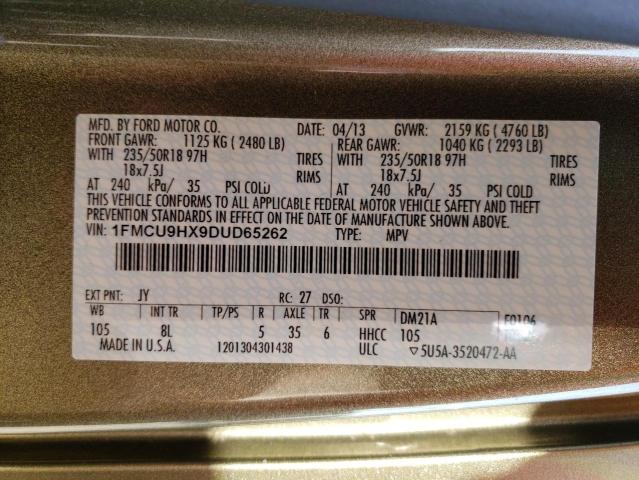 MFD. BY FORD MOTOR CO. DATE: 04/13 GVWR: 2159 KG ( 4760 LB)
FRONT GAWR: 1125 KG ( 2480 LB) REAR GAWR: 1040 KG ( 2293 LB)
WITH 235/50R18 97H TIRES WITH 235/50R18 97H TIRES
18x7.5J RIMS 18x7.5J RIMS
AT 240 kPa/ 35 PSI COLD AT 240 kPa/ 35 PSI COLD
THIS VEHICLE CONFORMS TO ALL APPLICABLE FEDERAL MOTOR VEHICLE SAFETY AND THEFT
PREVENTION STANDARDS IN EFFECT ON THE DATE OF MANUFACTURE SHOWN ABOVE.
VIN: 1FMCU9HX9DUD65262 TYPE: MPV
EXT PNT: JY RC: 27 DSO:
WB INT TR TP/PS R AXLE TR SPR DM21A F0106
105 8L 5 35 6 HHCC 105
MADE IN U.S.A. 1201304301438 ULC ▽5U5A-3520472-AA